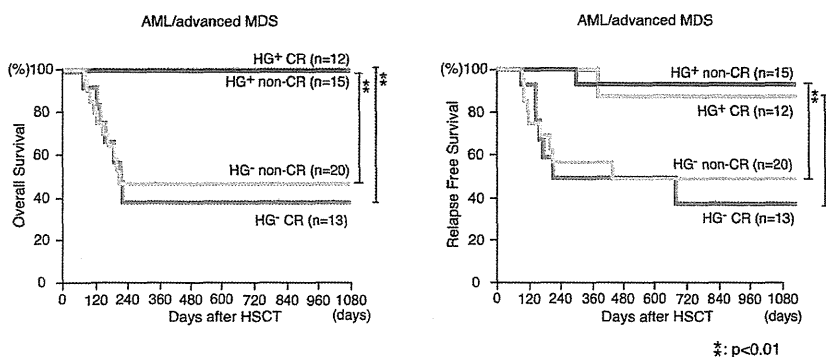 AML/advanced MDS
(%)
100
80
60
40
20
0
Overall Survival
HG+ CR (n=12)
HG+ non-CR (n=15)
**
**
HG- non-CR (n=20)
HG- CR (n=13)
0 120 240 360 480 600 720 840 960 1080
Days after HSCT
(days)
AML/advanced MDS
(%)
100
80
60
40
20
0
Relapse Free Survival
HG+ non-CR (n=15)
HG+ CR (n=12)
**
**
HG- non-CR (n=20)
HG- CR (n=13)
0 120 240 360 480 600 720 840 960 1080
Days after HSCT
(days)
**: p<0.01